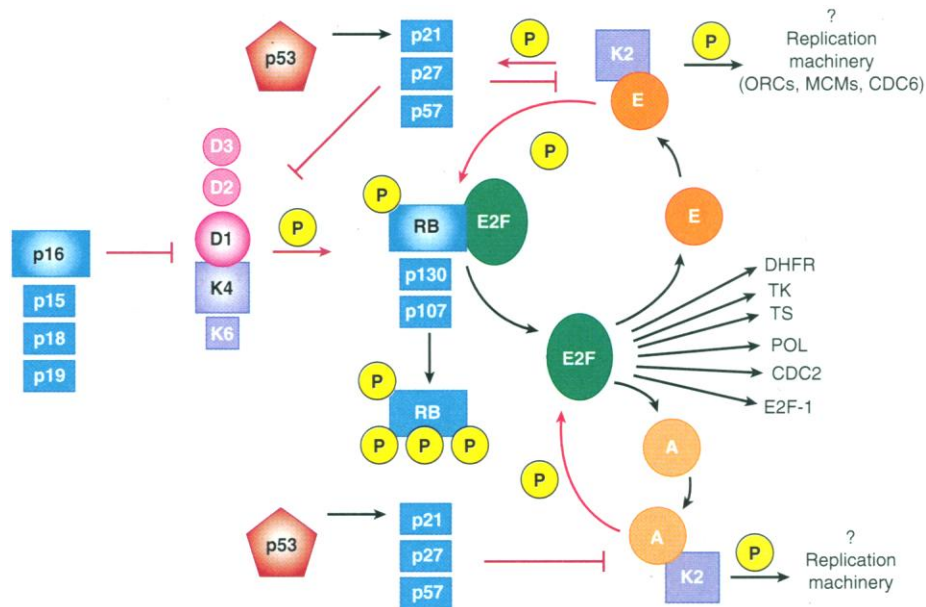 p53
p21
p27
p57
P
K2
E
P
?
Replication
machinery
(ORCs, MCMs, CDC6)
D3
D2
D1
K4
K6
P
p16
p15
p18
p19
P
RB
E2F
p130
p107
P
E
E2F
DHFR
TK
TS
POL
CDC2
E2F-1
P
RB
P
P
P
A
P
p53
p21
p27
p57
A
K2
P
?
Replication
machinery